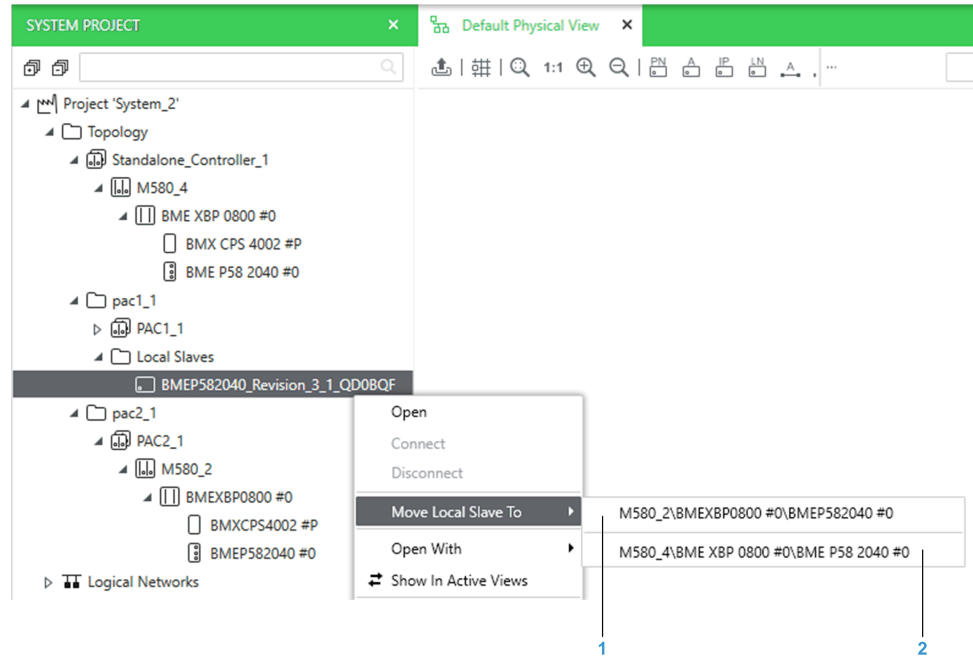 SYSTEM PROJECT ×
Default Physical View ×
1:1 PN A IP LN A , ...
Project 'System_2'
Topology
Standalone_Controller_1
M580_4
BME XBP 0800 #0
BMX CPS 4002 #P
BME P58 2040 #0
pac1_1
PAC1_1
Local Slaves
BMEP582040_Revision_3_1_QD0BQF
pac2_1
PAC2_1
M580_2
BMEXBP0800 #0
BMXCPS4002 #P
BMEP582040 #0
Logical Networks
Open
Connect
Disconnect
Move Local Slave To
Open With
Show In Active Views
M580_2\BMEXBP0800 #0\BMEP582040 #0
M580_4\BME XBP 0800 #0\BME P58 2040 #0
1
2